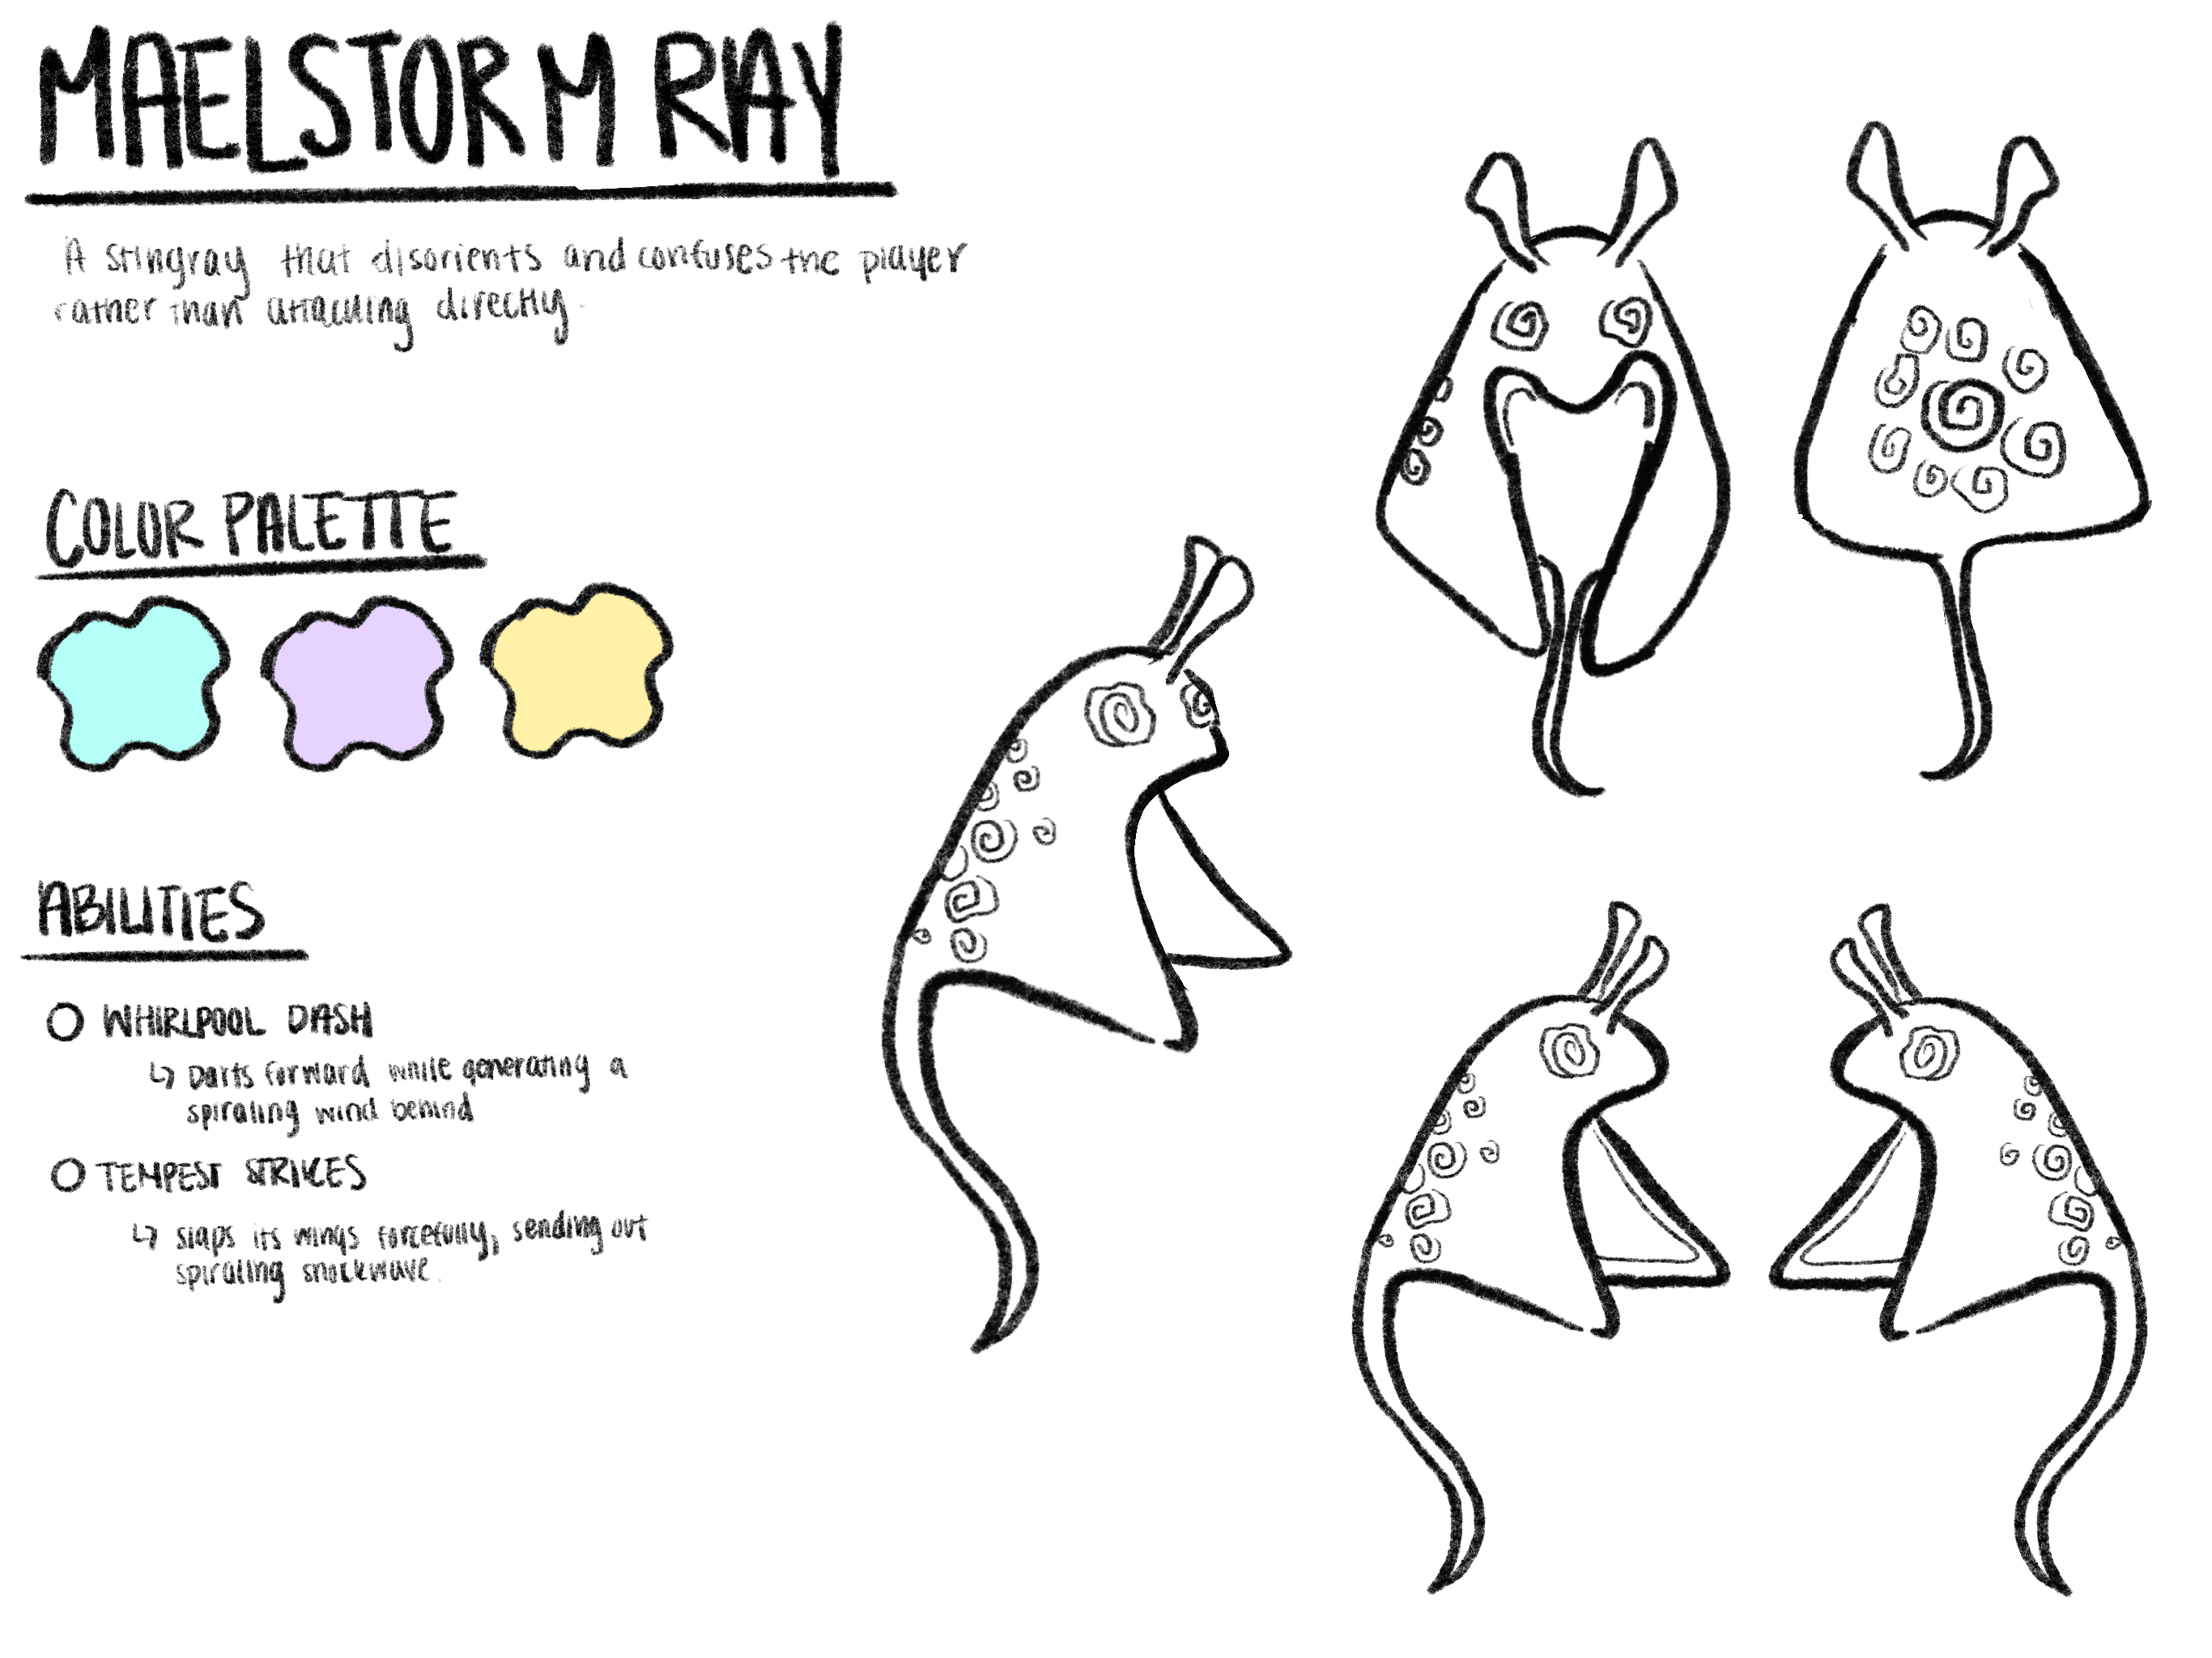 MAELSTORM RAY
A stingray that disorients and confuses the player
rather than attacking directly.
COLOR PALETTE
ABILITIES
WHIRLPOOL DASH
↳ Darts forward while generating a
spiraling wind behind
TEMPEST STRIKES
↳ slaps its wings forcefully, sending out
spiraling shockwave.